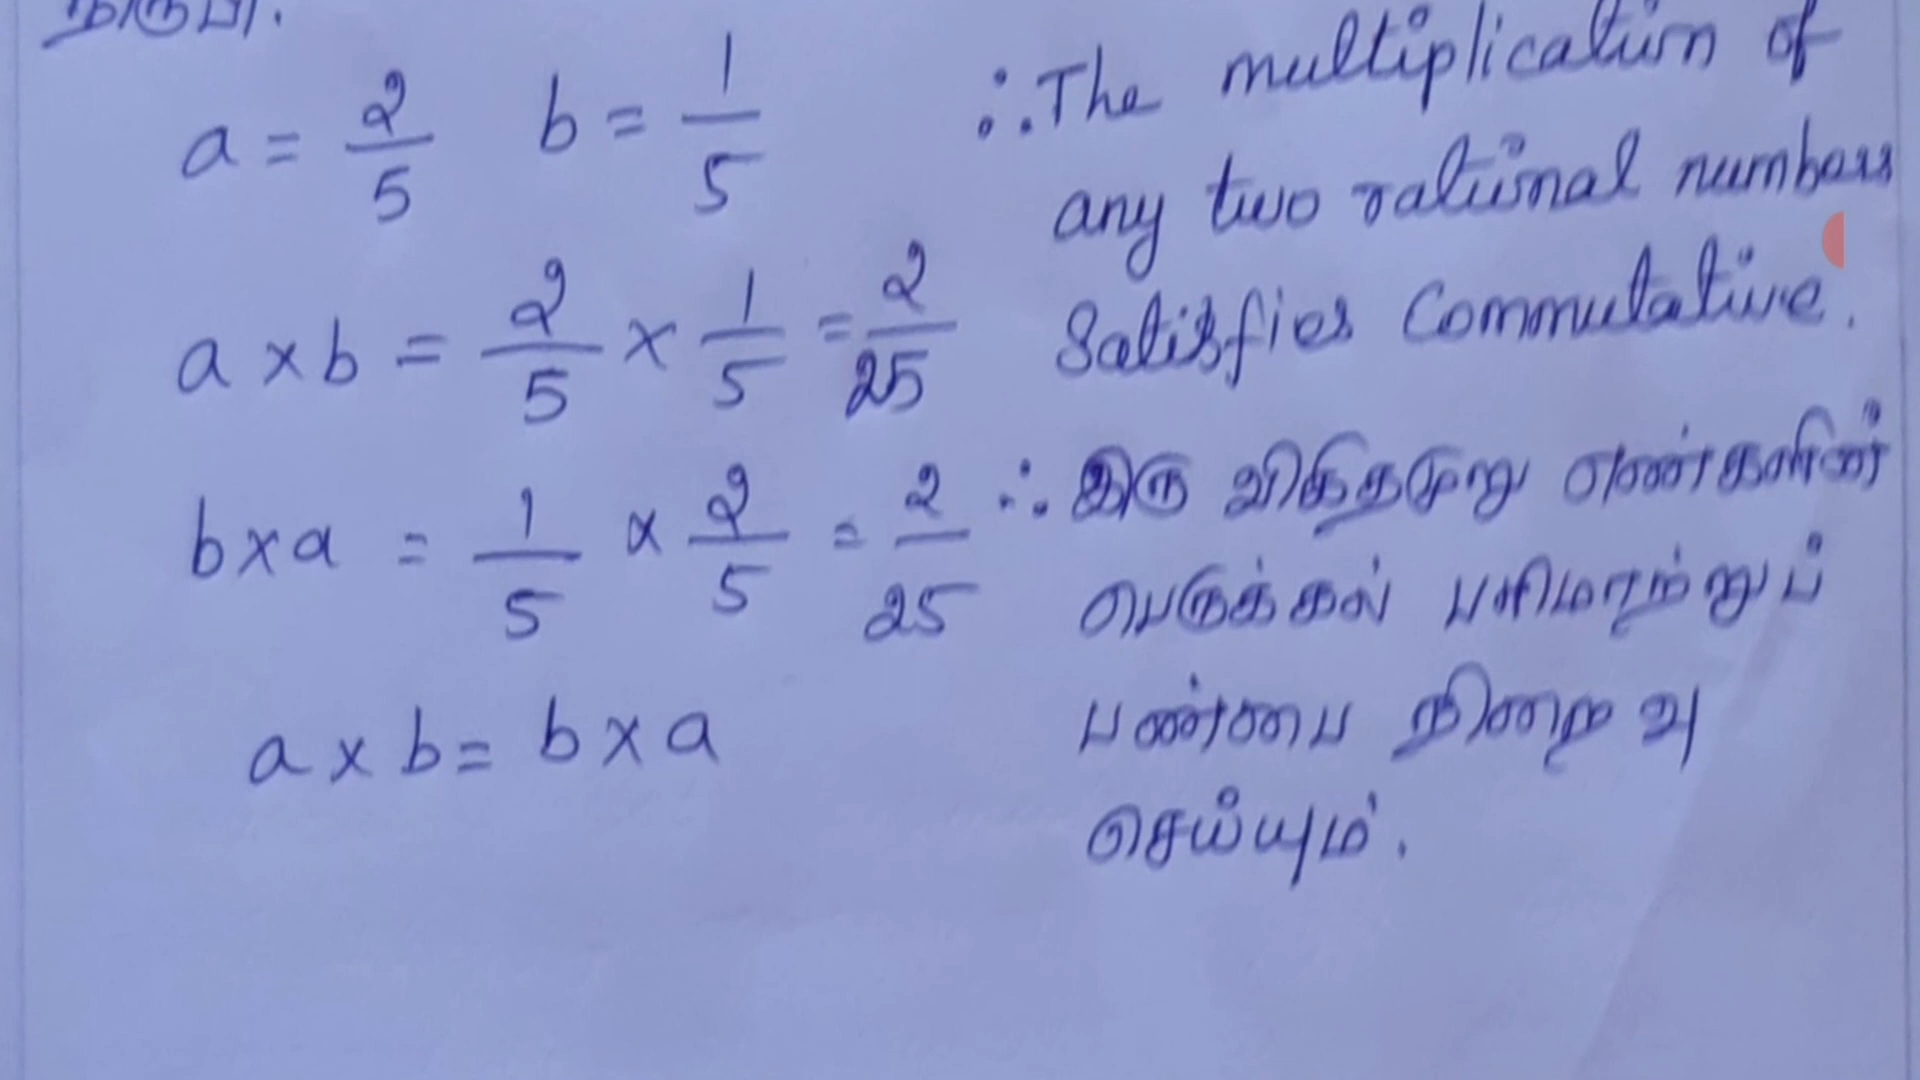 நிரூபி.
a = 2/5 b = 1/5
a x b = 2/5 x 1/5 = 2/25
b x a = 1/5 x 2/5 = 2/25
a x b = b x a
∴ The multiplication of
any two rational numbers
Satisfies Commutative.
∴ இரு விகிதமுறு எண்களின்
பெருக்கல் பரிமாற்றுப்
பண்பை நிறைவு
செய்யும்.